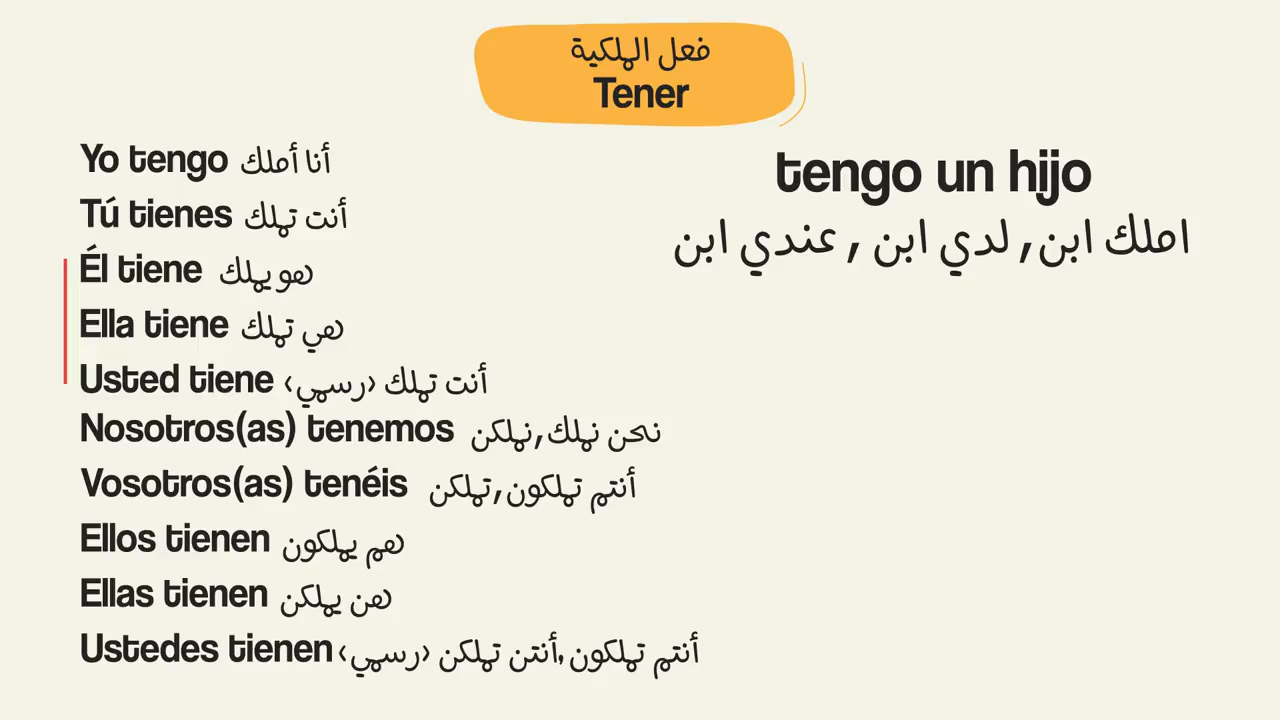 فعل الملكية
Tener
Yo tengo أنا أملك
Tú tienes أنت تملك
Él tiene هو يملك
Ella tiene هي تملك
Usted tiene أنت تملك ‹رسمي›
Nosotros(as) tenemos نحن نملك,نملكن
Vosotros(as) tenéis أنتم تملكون,تملكن
Ellos tienen هم يملكون
Ellas tienen هن يملكن
Ustedes tienen أنتم تملكون,أنتن تملكن ‹رسمي›
tengo un hijo
املك ابن, لدي ابن , عندي ابن